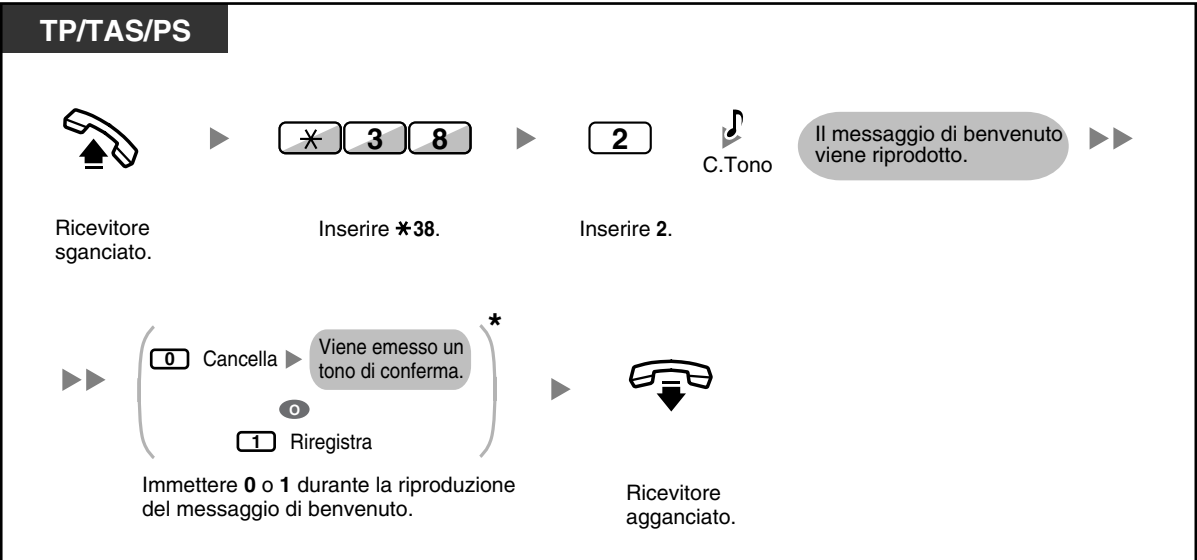 TP/TAS/PS
* 3 8
2
C.Tono
Il messaggio di benvenuto
viene riprodotto.
Ricevitore
sganciato.
Inserire *38.
Inserire 2.
0 Cancella
Viene emesso un
tono di conferma.
*
o
1 Riregistra
Immettere 0 o 1 durante la riproduzione
del messaggio di benvenuto.
Ricevitore
agganciato.